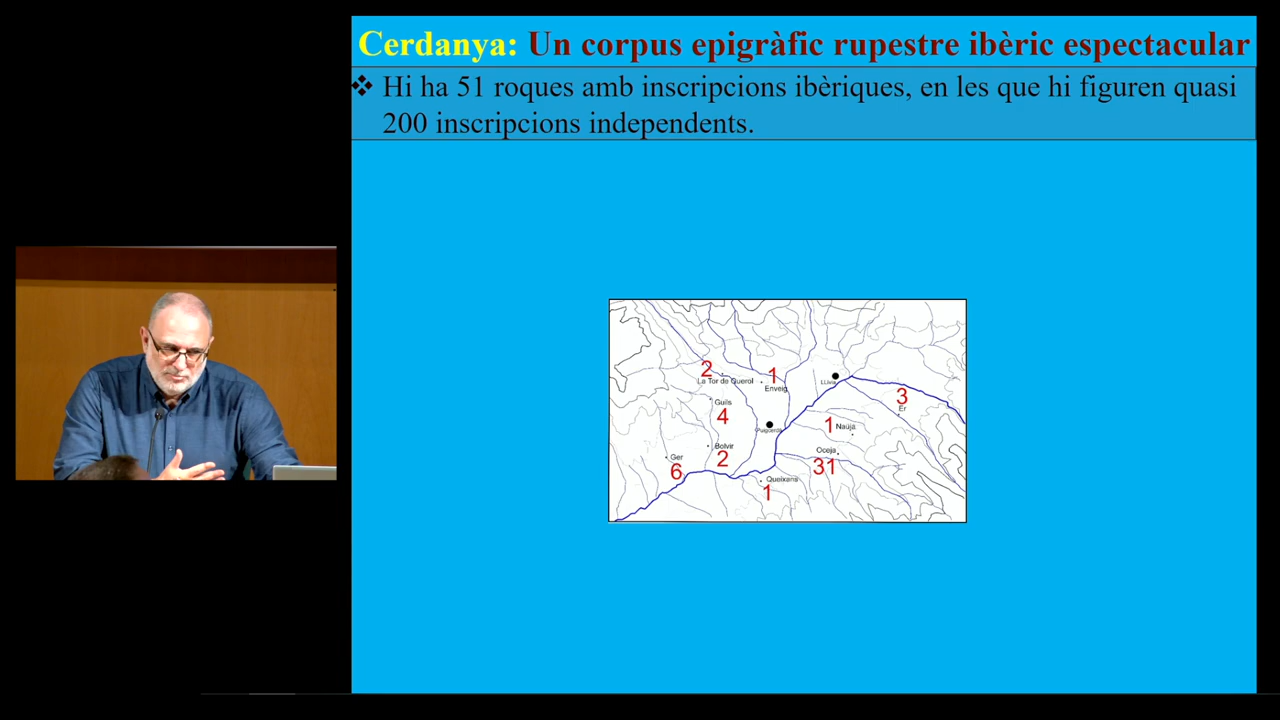 Cerdanya: Un corpus epigràfic rupestre ibèric espectacular
❖ Hi ha 51 roques amb inscripcions ibèriques, en les que hi figuren quasi
200 inscripcions independents.
2
La Tor de Querol
1
Enveig
LLívia
3
Er
Guils
4
Puigcerdà
1 Naúja
Bolvir
2
Oceja
31
Ger
6
Queixans
1